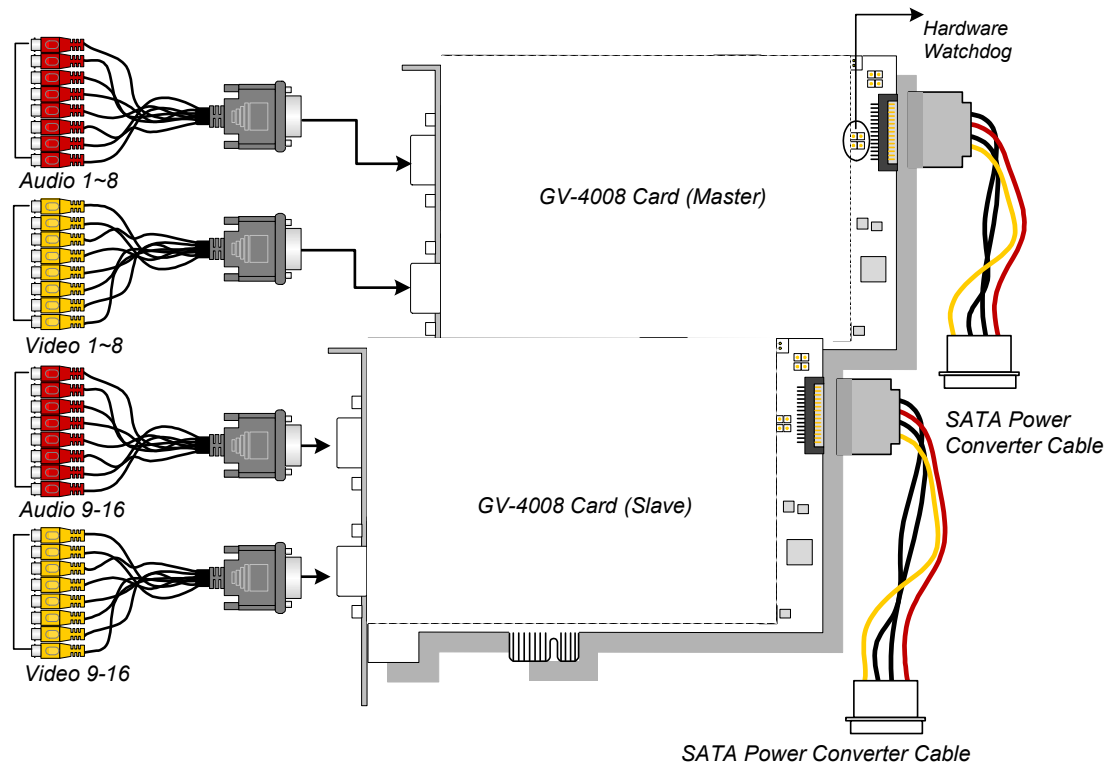 Hardware
Watchdog
Audio 1~8
GV-4008 Card (Master)
Video 1~8
SATA Power
Converter Cable
Audio 9-16
GV-4008 Card (Slave)
Video 9-16
SATA Power Converter Cable